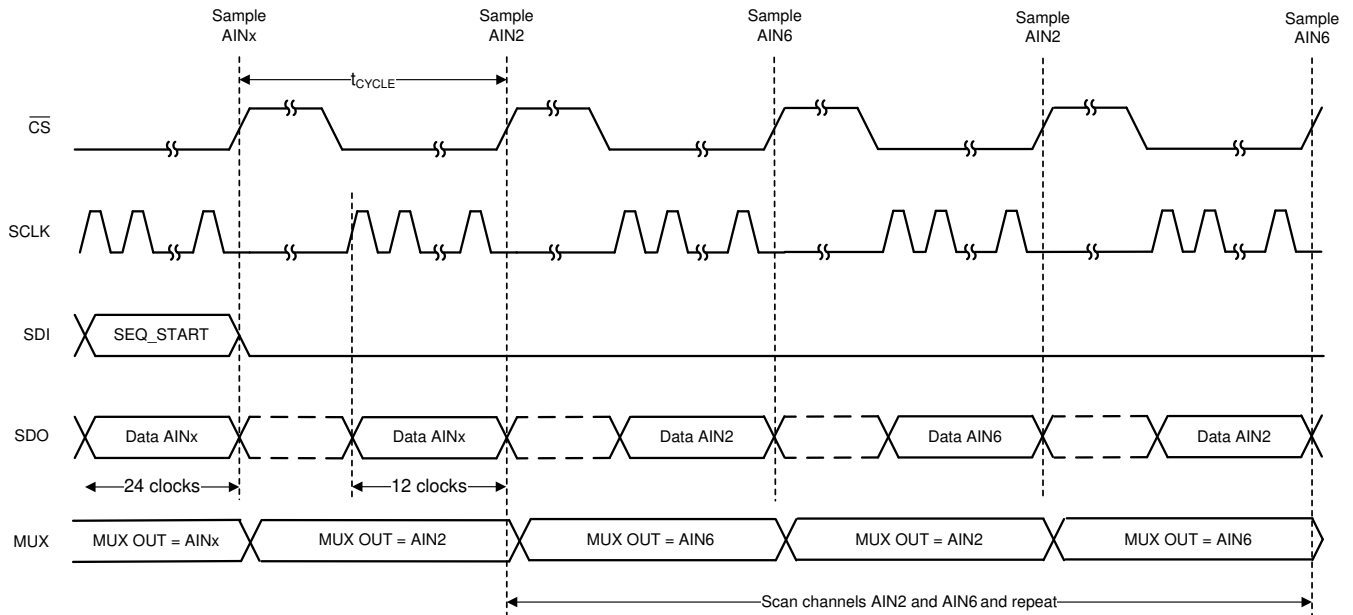 Sample
AINx
Sample
AIN2
Sample
AIN6
Sample
AIN2
Sample
AIN6
tCYCLE
CS
SCLK
SDI
SEQ_START
SDO
Data AINx
Data AINx
Data AIN2
Data AIN6
Data AIN2
24 clocks
12 clocks
MUX
MUX OUT = AINx
MUX OUT = AIN2
MUX OUT = AIN6
MUX OUT = AIN2
MUX OUT = AIN6
Scan channels AIN2 and AIN6 and repeat